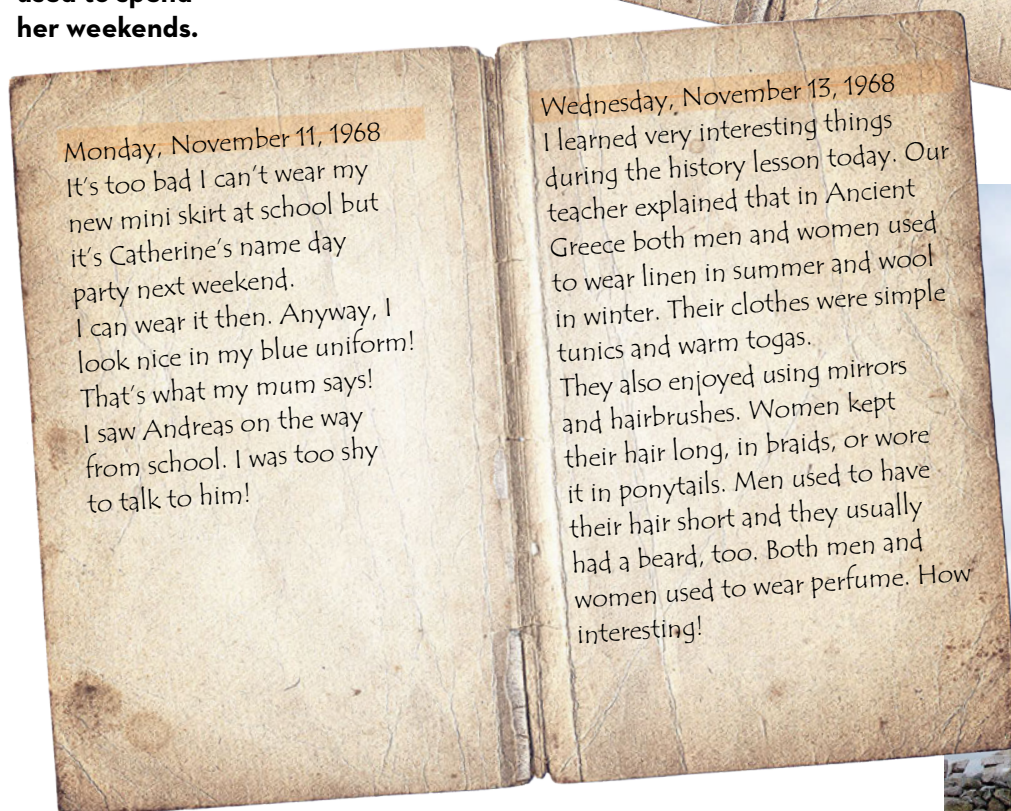 her weekends.
Monday, November 11, 1968
It's too bad I can't wear my
new mini skirt at school but
it's Catherine's name day
party next weekend.
I can wear it then. Anyway, I
look nice in my blue uniform!
That's what my mum says!
I saw Andreas on the way
from school. I was too shy
to talk to him!
Wednesday, November 13, 1968
I learned very interesting things
during the history lesson today. Our
teacher explained that in Ancient
Greece both men and women used
to wear linen in summer and wool
in winter. Their clothes were simple
tunics and warm togas.
They also enjoyed using mirrors
and hairbrushes. Women kept
their hair long, in braids, or wore
it in ponytails. Men used to have
their hair short and they usually
had a beard, too. Both men and
women used to wear perfume. How
interesting!